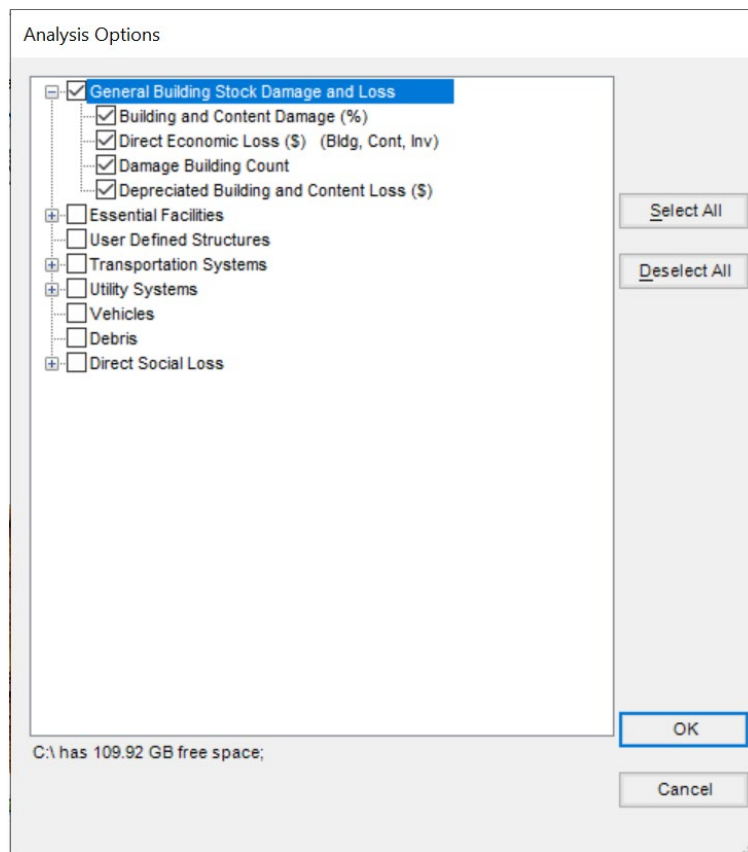 Analysis Options
General Building Stock Damage and Loss
Building and Content Damage (%)
Direct Economic Loss ($) (Bldg, Cont, Inv)
Damage Building Count
Depreciated Building and Content Loss ($)
Essential Facilities
User Defined Structures
Transportation Systems
Utility Systems
Vehicles
Debris
Direct Social Loss
Select All
Deselect All
OK
C:\ has 109.92 GB free space;
Cancel